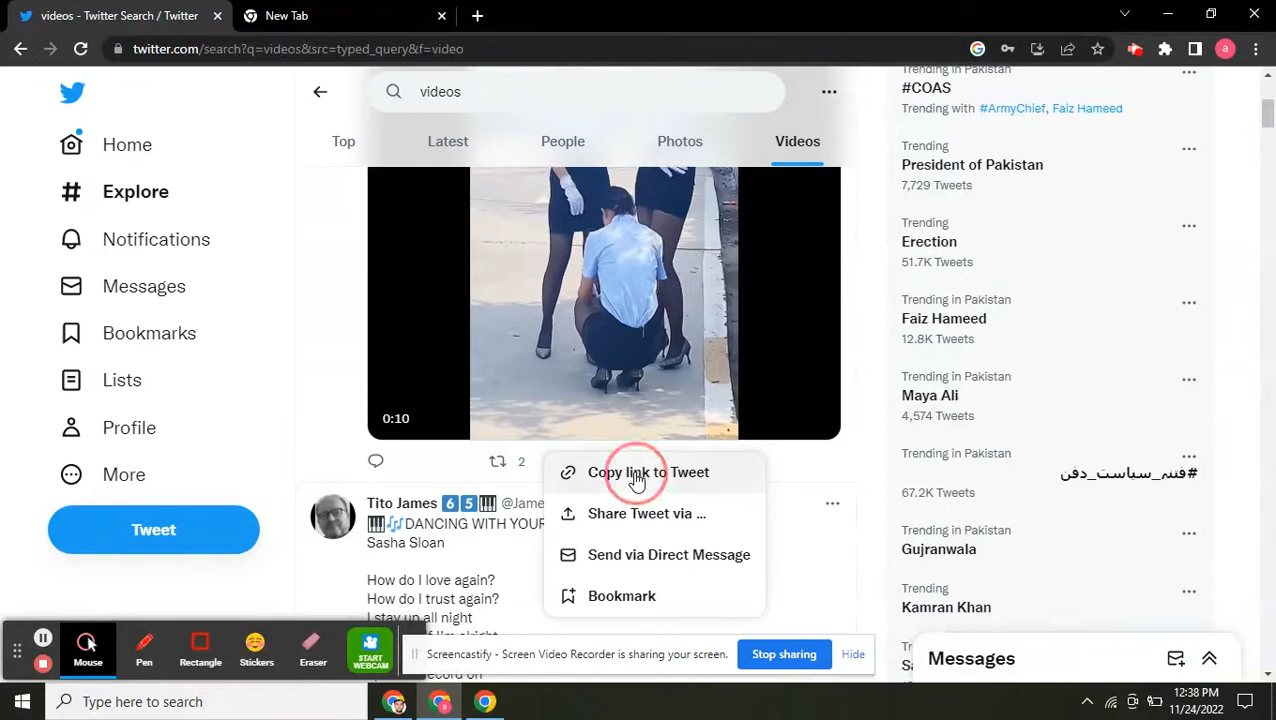 videos - Twitter Search / Twitter
New Tab
twitter.com/search?q=videos&src=typed_query&f=video
a
Home
Explore
Notifications
Messages
Bookmarks
Lists
Profile
More
Tweet
videos
Top
Latest
People
Photos
Videos
0:10
2
Copy link to Tweet
Share Tweet via ...
Send via Direct Message
Bookmark
Tito James 6 5 🎹 @Jame
🎹🎶DANCING WITH YOUR
Sasha Sloan
How do I love again?
How do I trust again?
I stay up all night
Trending in Pakistan
#COAS
Trending with #ArmyChief, Faiz Hameed
Trending
President of Pakistan
7,729 Tweets
Trending
Erection
51.7K Tweets
Trending in Pakistan
Faiz Hameed
12.8K Tweets
Trending in Pakistan
Maya Ali
4,574 Tweets
Trending in Pakistan
#فتنہ_سیاست_دفن
67.2K Tweets
Trending in Pakistan
Gujranwala
Trending
Kamran Khan
Messages
Mouse
Pen
Rectangle
Stickers
Eraser
START
WEBCAM
Screencastify - Screen Video Recorder is sharing your screen.
Stop sharing
Hide
Type here to search
12:38 PM
11/24/2022